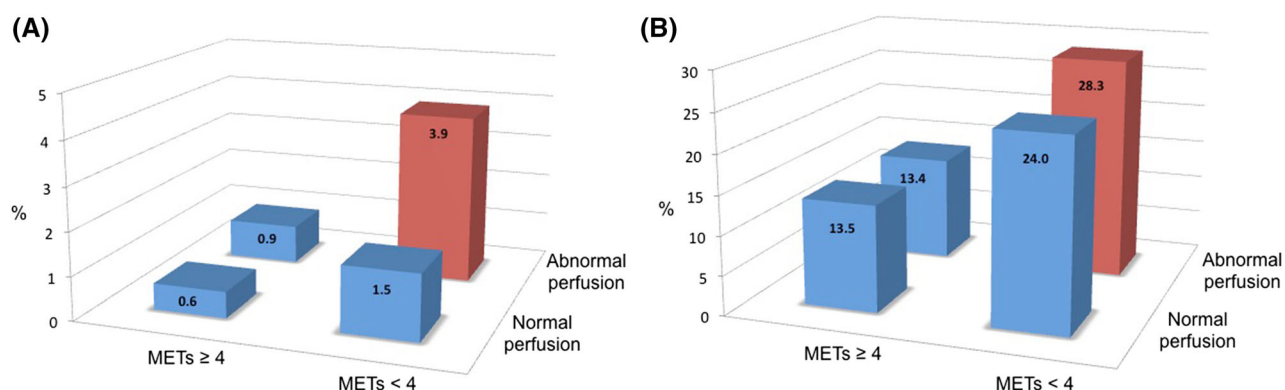 (A)
5
4
3
2
1
0
%
3.9
0.9
0.6
1.5
Abnormal
perfusion
Normal
perfusion
METs ≥ 4
METs < 4
(B)
30
25
20
15
10
5
0
%
28.3
24.0
13.4
13.5
Abnormal
perfusion
Normal
perfusion
METs ≥ 4
METs < 4